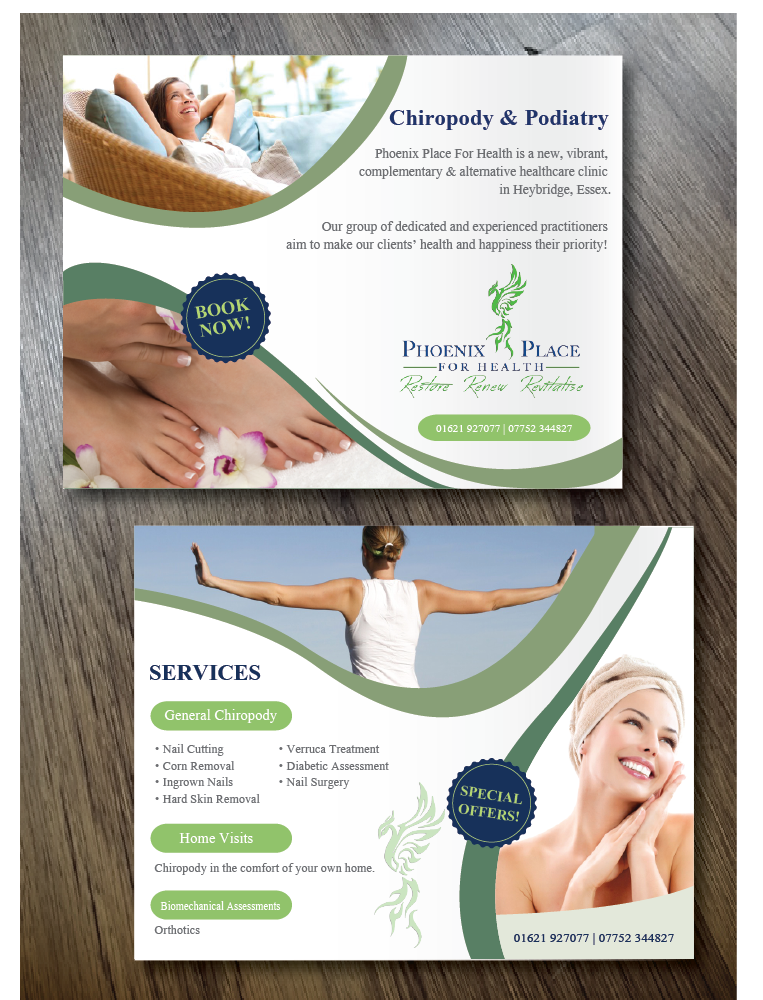 Chiropody & Podiatry
Phoenix Place For Health is a new, vibrant,
complementary & alternative healthcare clinic
in Heybridge, Essex.
Our group of dedicated and experienced practitioners
aim to make our clients’ health and happiness their priority!
BOOK
NOW!
PHOENIX PLACE
FOR HEALTH
Restore Renew Revitalise
01621 927077 | 07752 344827
SERVICES
General Chiropody
• Nail Cutting
• Corn Removal
• Ingrown Nails
• Hard Skin Removal
• Verruca Treatment
• Diabetic Assessment
• Nail Surgery
Home Visits
Chiropody in the comfort of your own home.
Biomechanical Assessments
Orthotics
SPECIAL
OFFERS!
01621 927077 | 07752 344827